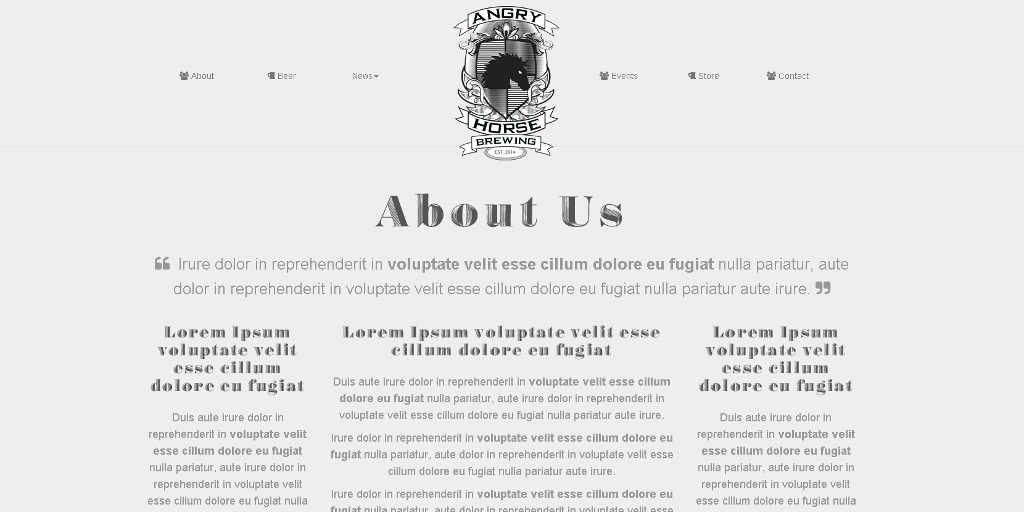 ANGRY
HORSE
BREWING
EST. 2014
About Beer News Events Store Contact
About Us
Irure dolor in reprehenderit in voluptate velit esse cillum dolore eu fugiat nulla pariatur, aute
dolor in reprehenderit in voluptate velit esse cillum dolore eu fugiat nulla pariatur aute irure.
Lorem Ipsum
voluptate velit
esse cillum
dolore eu fugiat
Duis aute irure dolor in
reprehenderit in voluptate velit
esse cillum dolore eu fugiat
nulla pariatur, aute irure dolor in
reprehenderit in voluptate velit
esse cillum dolore eu fugiat nulla
Lorem Ipsum voluptate velit esse
cillum dolore eu fugiat
Duis aute irure dolor in reprehenderit in voluptate velit esse cillum
dolore eu fugiat nulla pariatur, aute irure dolor in reprehenderit in
voluptate velit esse cillum dolore eu fugiat nulla pariatur aute irure.
Irure dolor in reprehenderit in voluptate velit esse cillum dolore eu
fugiat nulla pariatur, aute irure dolor in reprehenderit in voluptate velit esse
cillum dolore eu fugiat nulla pariatur aute irure.
Irure dolor in reprehenderit in voluptate velit esse cillum dolore eu
fugiat nulla pariatur, aute irure dolor in reprehenderit in voluptate velit esse
Lorem Ipsum
voluptate velit
esse cillum
dolore eu fugiat
Duis aute irure dolor in
reprehenderit in voluptate velit
esse cillum dolore eu fugiat
nulla pariatur, aute irure dolor in
reprehenderit in voluptate velit
esse cillum dolore eu fugiat nulla